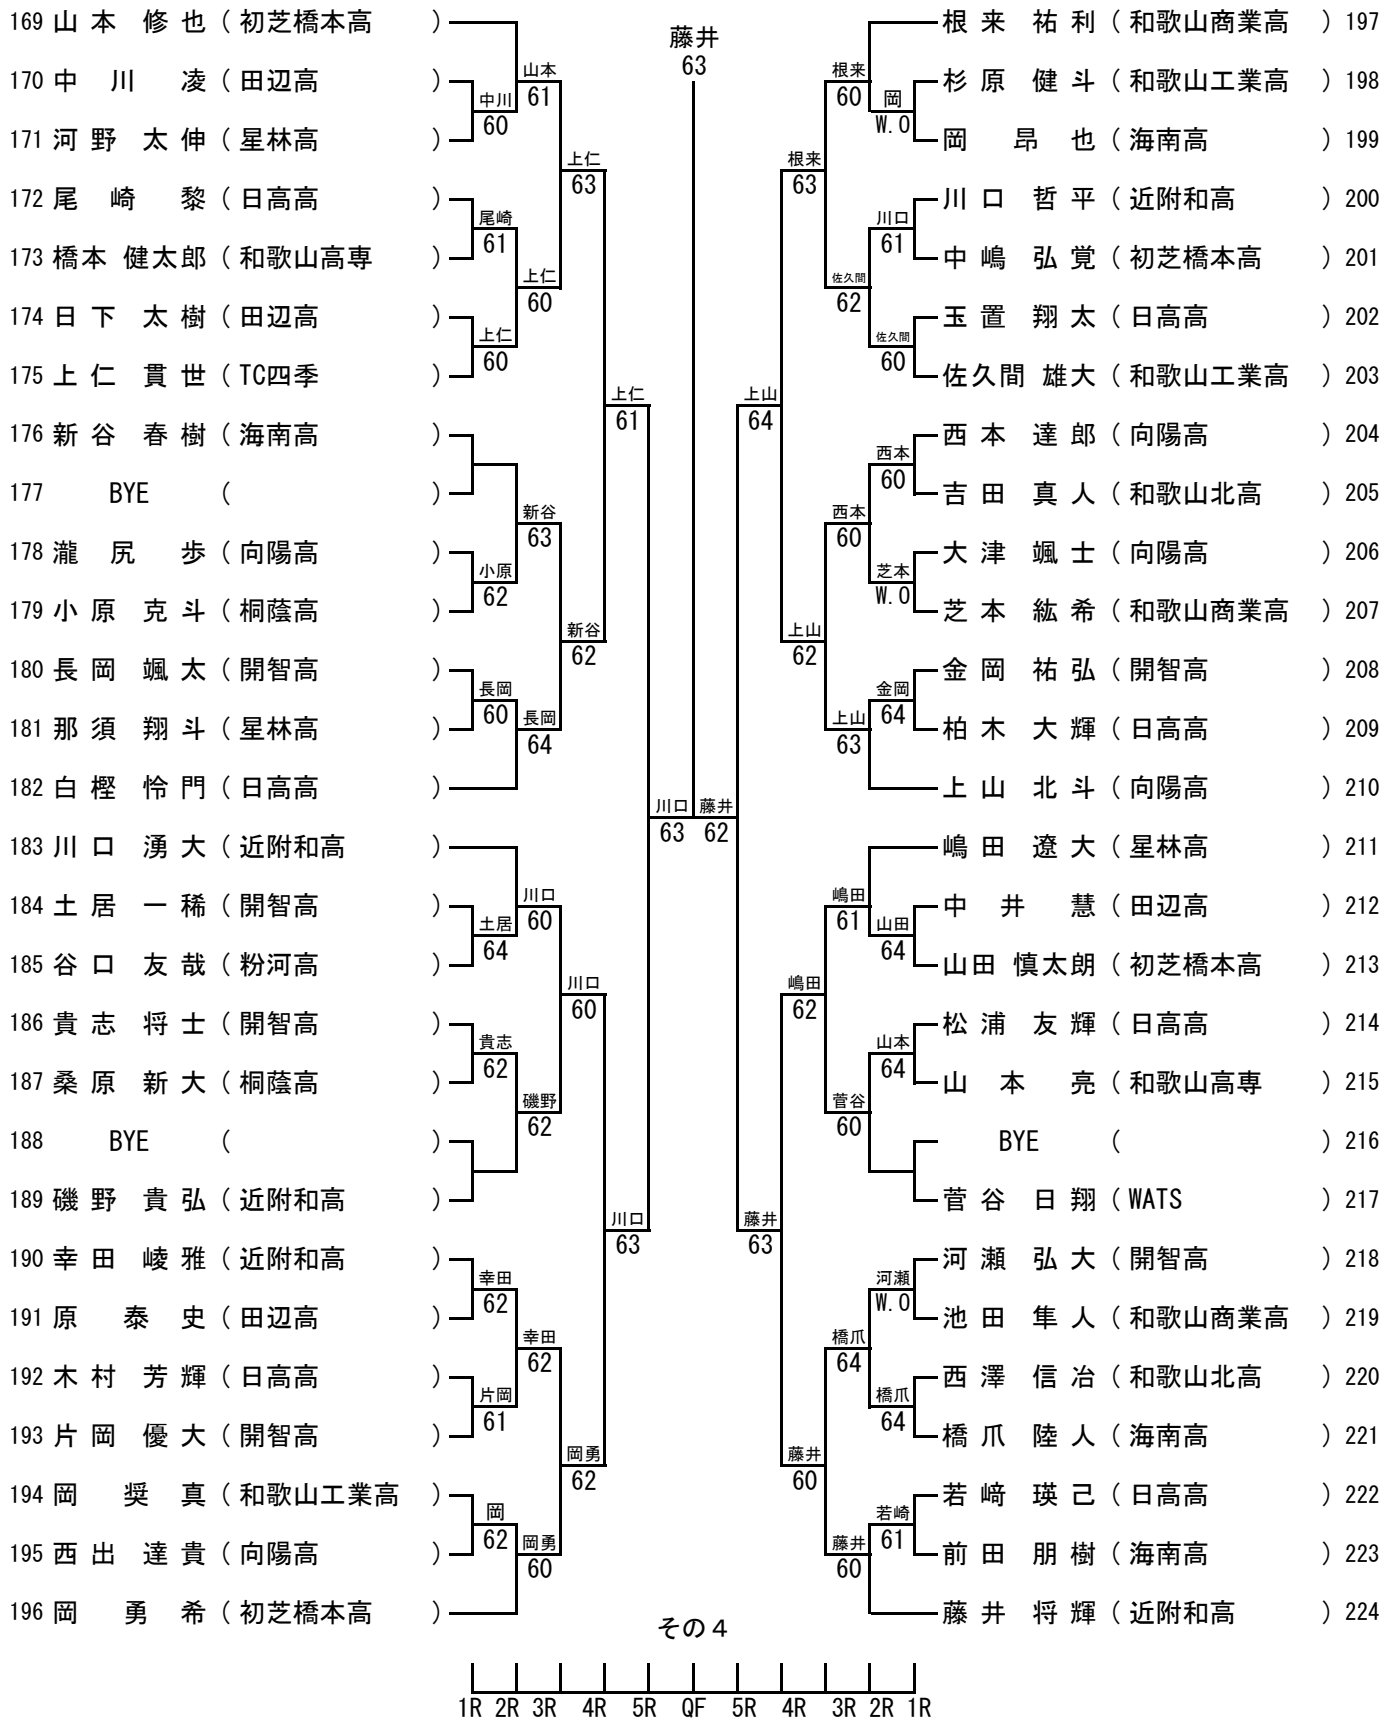 藤井
63
169 山本 修也 ( 初芝橋本高 )
170 中川 凌 ( 田辺高 )
171 河野 太伸 ( 星林高 )
172 尾崎 黎 ( 日高高 )
173 橋本 健太郎 ( 和歌山高専 )
174 日下 太樹 ( 田辺高 )
175 上仁 貫世 ( TC四季 )
176 新谷 春樹 ( 海南高 )
177 BYE ( )
178 瀧尻 歩 ( 向陽高 )
179 小原 克斗 ( 桐蔭高 )
180 長岡 颯太 ( 開智高 )
181 那須 翔斗 ( 星林高 )
182 白樫 怜門 ( 日高高 )
183 川口 湧大 ( 近附和高 )
184 土居 一稀 ( 開智高 )
185 谷口 友哉 ( 粉河高 )
186 貴志 将士 ( 開智高 )
187 桑原 新大 ( 桐蔭高 )
188 BYE ( )
189 磯野 貴弘 ( 近附和高 )
190 幸田 崚雅 ( 近附和高 )
191 原 泰史 ( 田辺高 )
192 木村 芳輝 ( 日高高 )
193 片岡 優大 ( 開智高 )
194 岡 奨真 ( 和歌山工業高 )
195 西出 達貴 ( 向陽高 )
196 岡 勇希 ( 初芝橋本高 )
中川
60
尾崎
61
上仁
60
小原
62
長岡
60
土居
64
貴志
62
幸田
62
片岡
61
岡
62
山本
61
上仁
60
新谷
63
長岡
64
川口
60
磯野
62
幸田
62
岡勇
60
上仁
63
新谷
62
川口
60
岡勇
62
上仁
61
川口
63
川口
63
藤井
62
上山
64
藤井
63
根来
63
上山
62
嶋田
62
藤井
60
根来
60
佐久間
62
西本
60
上山
63
嶋田
61
菅谷
60
橋爪
64
藤井
60
岡
W.O
川口
61
佐久間
60
西本
60
芝本
W.O
金岡
64
山田
64
山本
64
河瀬
W.O
橋爪
64
若崎
61
根来 祐利 ( 和歌山商業高 ) 197
杉原 健斗 ( 和歌山工業高 ) 198
岡 昂也 ( 海南高 ) 199
川口 哲平 ( 近附和高 ) 200
中嶋 弘覚 ( 初芝橋本高 ) 201
玉置 翔太 ( 日高高 ) 202
佐久間 雄大 ( 和歌山工業高 ) 203
西本 達郎 ( 向陽高 ) 204
吉田 真人 ( 和歌山北高 ) 205
大津 颯士 ( 向陽高 ) 206
芝本 紘希 ( 和歌山商業高 ) 207
金岡 祐弘 ( 開智高 ) 208
柏木 大輝 ( 日高高 ) 209
上山 北斗 ( 向陽高 ) 210
嶋田 遼大 ( 星林高 ) 211
中井 慧 ( 田辺高 ) 212
山田 慎太朗 ( 初芝橋本高 ) 213
松浦 友輝 ( 日高高 ) 214
山本 亮 ( 和歌山高専 ) 215
BYE ( ) 216
菅谷 日翔 ( WATS ) 217
河瀬 弘大 ( 開智高 ) 218
池田 隼人 ( 和歌山商業高 ) 219
西澤 信冶 ( 和歌山北高 ) 220
橋爪 陸人 ( 海南高 ) 221
若﨑 瑛己 ( 日高高 ) 222
前田 朋樹 ( 海南高 ) 223
藤井 将輝 ( 近附和高 ) 224
その４
1R 2R 3R 4R 5R QF 5R 4R 3R 2R 1R